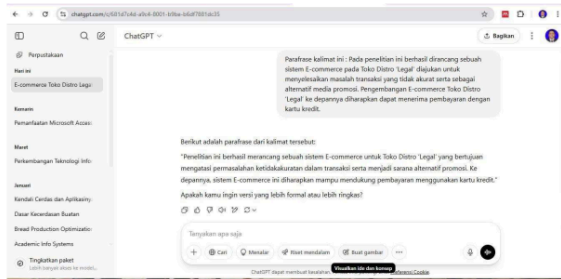 chatgpt.com/c/
ChatGPT
Bagikan
Perpustakaan
Hari ini
E-commerce Toko Distro Legal
Kemarin
Pemanfaatan Microsoft Acces
Maret
Perkembangan Teknologi Info
Januari
Kendali Cerdas dan Aplikasiny
Dasar Kecerdasan Buatan
Bread Production Optimizatio
Academic Info Systems
Tingkatkan paket
Parafrase kalimat ini : Pada penelitian ini berhasil dirancang sebuah
sistem E-commerce pada Toko Distro 'Legal' diajukan untuk
menyelesaikan masalah transaksi yang tidak akurat serta sebagai
alternatif media promosi. Pengembangan E-commerce Toko Distro
'Legal' ke depannya diharapkan dapat menerima pembayaran dengan
kartu kredit.
Berikut adalah parafrase dari kalimat tersebut:
"Penelitian ini berhasil merancang sebuah sistem E-commerce untuk Toko Distro 'Legal' yang bertujuan
mengatasi permasalahan ketidakakuratan dalam transaksi serta menjadi sarana alternatif promosi. Ke
depannya, sistem E-commerce ini diharapkan mampu mendukung pembayaran menggunakan kartu kredit."
Apakah kamu ingin versi yang lebih formal atau lebih ringkas?
Tanyakan apa saja
Cari
Menalar
Riset mendalam
Buat gambar
Visualkan ide dan konsep
ChatGPT dapat membuat kesalahan.
Preferensi Cookie